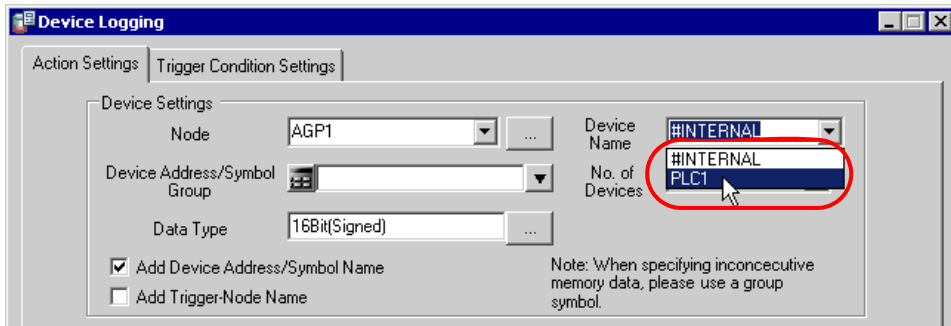 Device Logging
Action Settings
Trigger Condition Settings
Device Settings
Node
AGP1
...
Device
Name
#INTERNAL
#INTERNAL
PLC1
Device Address/Symbol
Group
No. of
Devices
Data Type
16Bit(Signed)
...
Add Device Address/Symbol Name
Add Trigger-Node Name
Note: When specifying inconcecutive
memory data, please use a group
symbol.